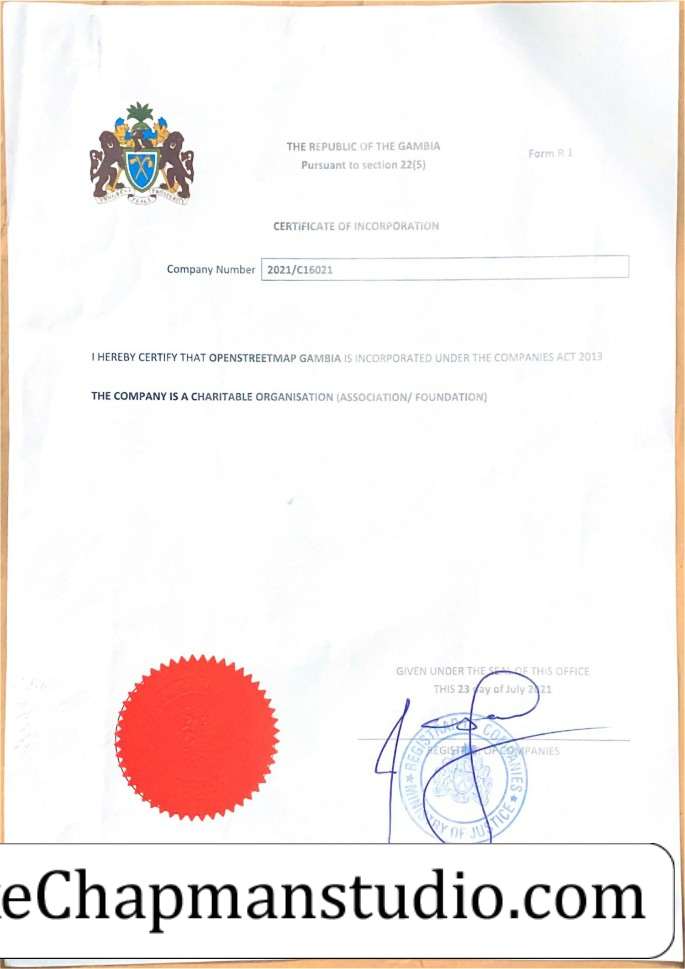 THE REPUBLIC OF THE GAMBIA
Pursuant to section 22(5)
Form R 1
CERTIFICATE OF INCORPORATION
Company Number 2021/C16021
I HEREBY CERTIFY THAT OPENSTREETMAP GAMBIA IS INCORPORATED UNDER THE COMPANIES ACT 2013
THE COMPANY IS A CHARITABLE ORGANISATION (ASSOCIATION/ FOUNDATION)
GIVEN UNDER THE SEAL OF THIS OFFICE
THIS 23 day of July 2021
REGISTRAR OF COMPANIES
REGISTRAR OF COMPANIES
MINISTRY OF JUSTICE
eChapmanstudio.com